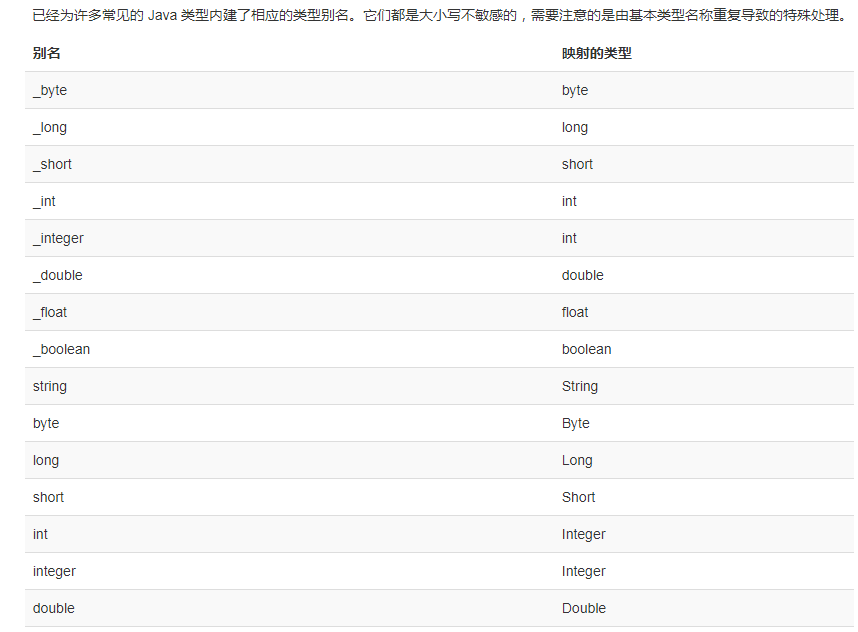 已经为许多常见的 Java 类型内建了相应的类型别名。它们都是大小写不敏感的，需要注意的是由基本类型名称重复导致的特殊处理。
别名 映射的类型
_byte byte
_long long
_short short
_int int
_integer int
_double double
_float float
_boolean boolean
string String
byte Byte
long Long
short Short
int Integer
integer Integer
double Double